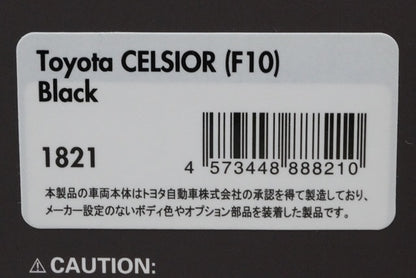 Toyota CELSIOR (F10)
Black
1821
4 573448 888210
本製品の車両本体はトヨタ自動車株式会社の承認を得て製造しており、
メーカー設定のないボディ色やオプション部品を装着した製品です。
⚠CAUTION: